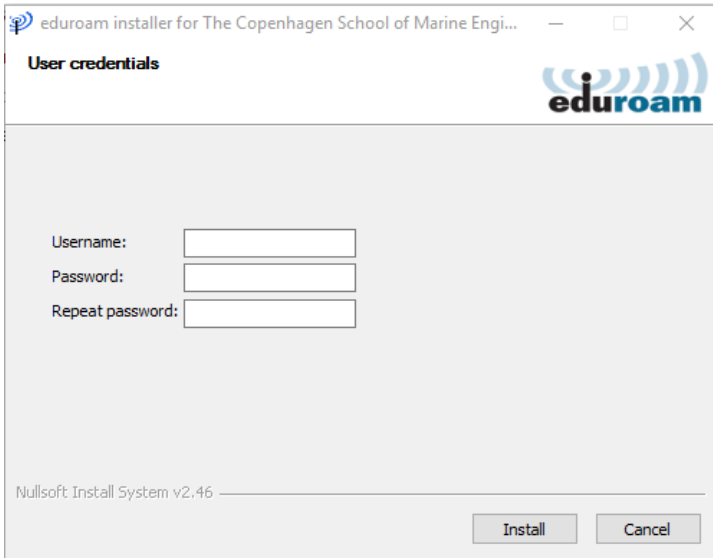 eduroam installer for The Copenhagen School of Marine Engi...
User credentials
eduroam
Username:
Password:
Repeat password:
Nullsoft Install System v2.46
Install
Cancel